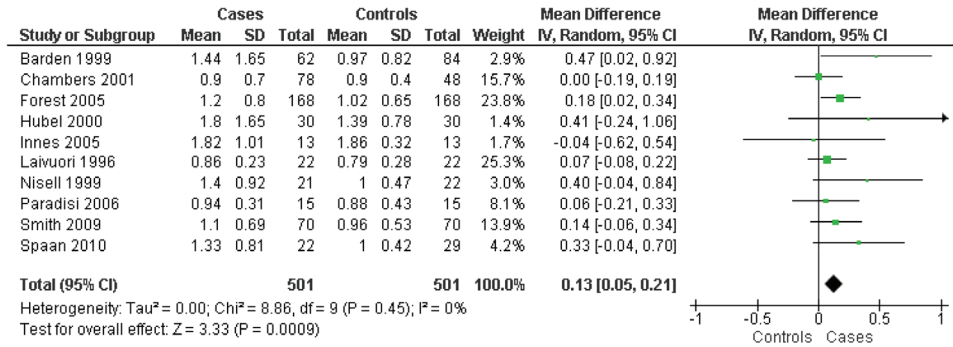 Cases Controls Mean Difference Mean Difference
Study or Subgroup Mean SD Total Mean SD Total Weight IV, Random, 95% CI IV, Random, 95% CI
Barden 1999 1.44 1.65 62 0.97 0.82 84 2.9% 0.47 [0.02, 0.92]
Chambers 2001 0.9 0.7 78 0.9 0.4 48 15.7% 0.00 [-0.19, 0.19]
Forest 2005 1.2 0.8 168 1.02 0.65 168 23.8% 0.18 [0.02, 0.34]
Hubel 2000 1.8 1.65 30 1.39 0.78 30 1.4% 0.41 [-0.24, 1.06]
Innes 2005 1.82 1.01 13 1.86 0.32 13 1.8% -0.04 [-0.62, 0.54]
Laivuori 1996 0.86 0.23 22 0.79 0.28 22 25.3% 0.07 [-0.08, 0.22]
Nisell 1999 1.4 0.92 21 1 0.47 22 3.0% 0.40 [-0.04, 0.84]
Paradisi 2006 0.94 0.31 15 0.88 0.43 15 8.1% 0.06 [-0.21, 0.33]
Smith 2009 1.1 0.69 70 0.96 0.53 70 13.9% 0.14 [-0.06, 0.34]
Spaan 2010 1.33 0.81 22 1 0.42 29 4.2% 0.33 [-0.04, 0.70]
Total (95% CI) 501 501 100.0% 0.13 [0.05, 0.21]
Heterogeneity: Tau² = 0.00; Chi² = 8.86, df = 9 (P = 0.45); I² = 0%
Test for overall effect: Z = 3.33 (P = 0.0009)
-1 -0.5 0 0.5 1
Controls Cases